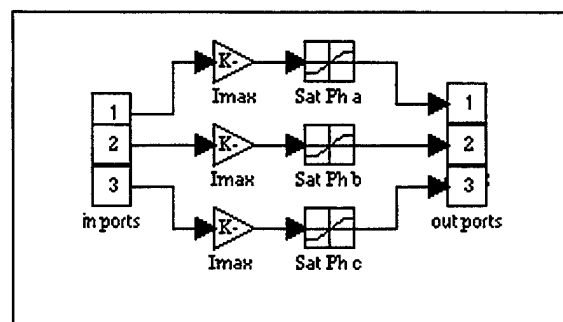 K-
Imax
Sat Ph a
1
2
3
in ports
K-
Imax
Sat Ph b
K-
Imax
Sat Ph c
1
2
3
out ports